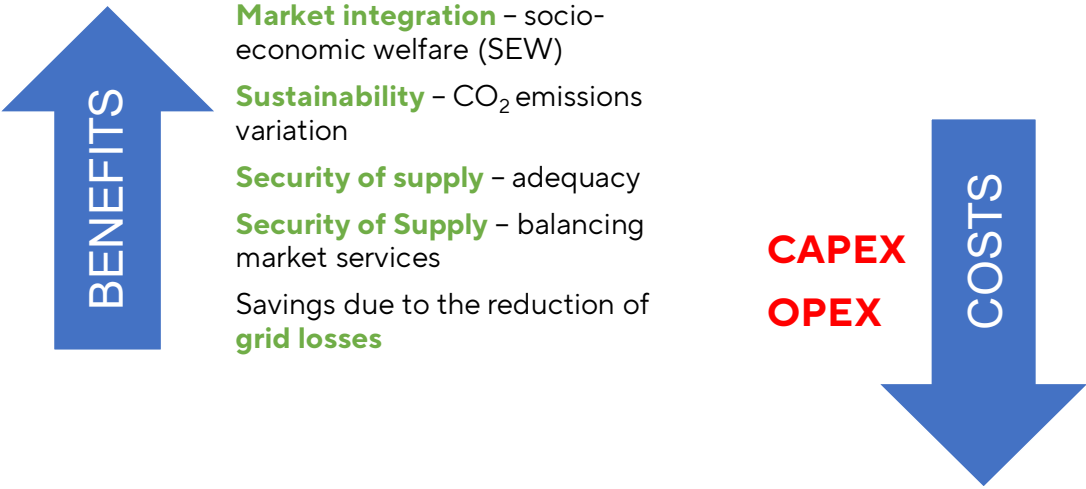 BENEFITS
Market integration – socio-
economic welfare (SEW)
Sustainability – CO₂ emissions
variation
Security of supply – adequacy
Security of Supply – balancing
market services
Savings due to the reduction of
grid losses
CAPEX
OPEX
COSTS